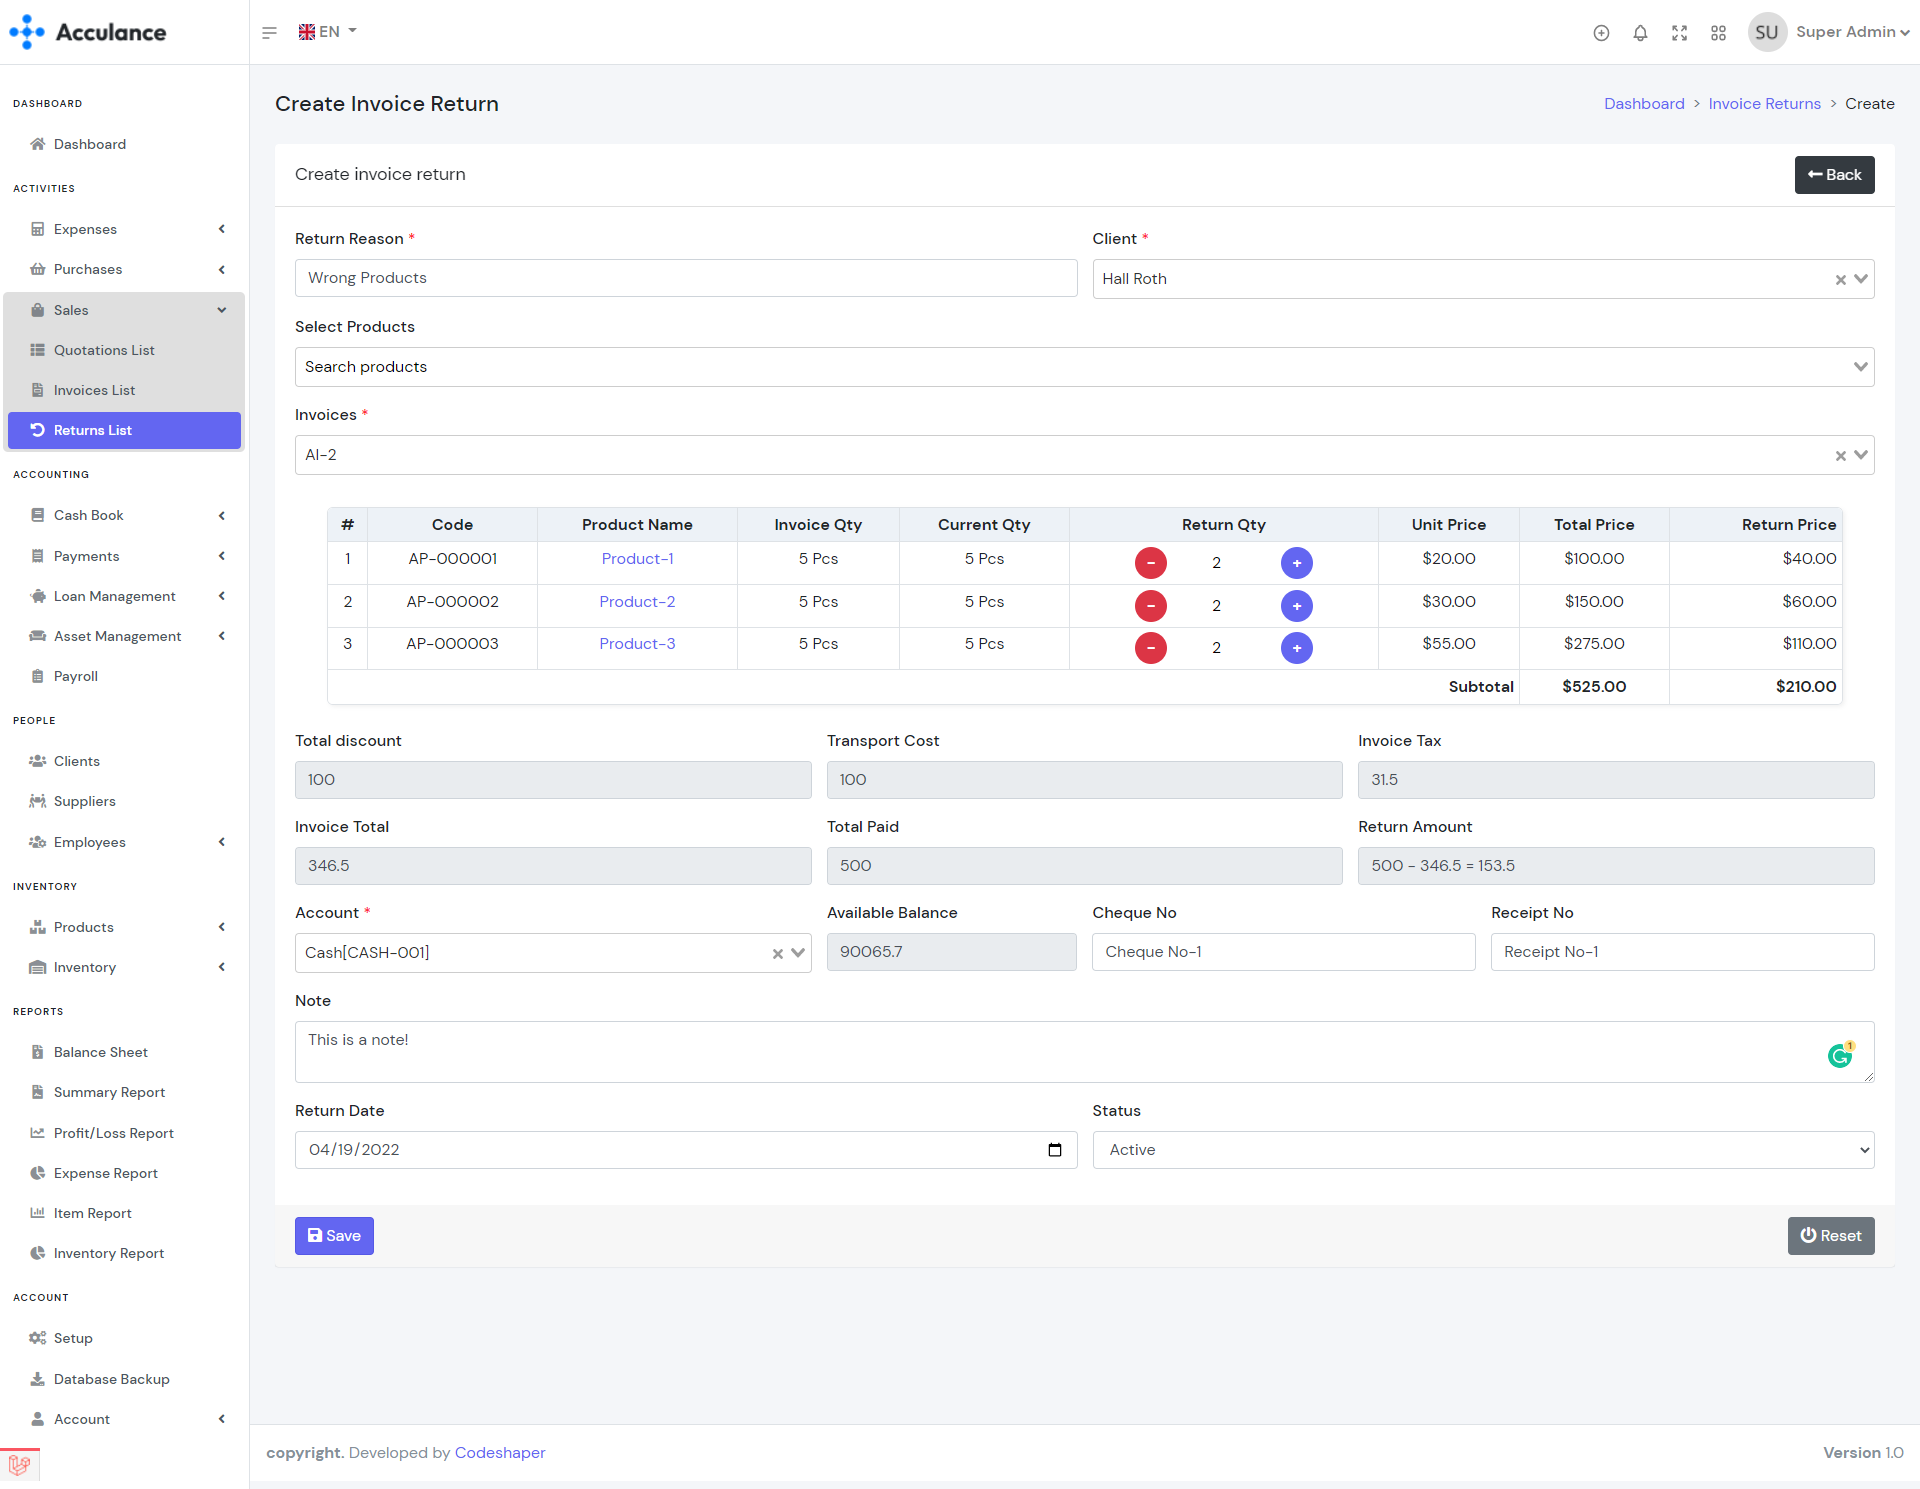 Acculance
EN
SU Super Admin
DASHBOARD
Dashboard
ACTIVITIES
Expenses
Purchases
Sales
Quotations List
Invoices List
Returns List
ACCOUNTING
Cash Book
Payments
Loan Management
Asset Management
Payroll
PEOPLE
Clients
Suppliers
Employees
INVENTORY
Products
Inventory
REPORTS
Balance Sheet
Summary Report
Profit/Loss Report
Expense Report
Item Report
Inventory Report
ACCOUNT
Setup
Database Backup
Account
Create Invoice Return
Dashboard > Invoice Returns > Create
Create invoice return
Back
Return Reason * Client *
Wrong Products Hall Roth
Select Products
Search products
Invoices *
AI-2
# Code Product Name Invoice Qty Current Qty Return Qty Unit Price Total Price Return Price
1 AP-000001 Product-1 5 Pcs 5 Pcs - 2 + $20.00 $100.00 $40.00
2 AP-000002 Product-2 5 Pcs 5 Pcs - 2 + $30.00 $150.00 $60.00
3 AP-000003 Product-3 5 Pcs 5 Pcs - 2 + $55.00 $275.00 $110.00
Subtotal $525.00 $210.00
Total discount Transport Cost Invoice Tax
100 100 31.5
Invoice Total Total Paid Return Amount
346.5 500 500 - 346.5 = 153.5
Account * Available Balance Cheque No Receipt No
Cash[CASH-001] 90065.7 Cheque No-1 Receipt No-1
Note
This is a note!
1
Return Date Status
04/19/2022 Active
Save Reset
copyright. Developed by Codeshaper Version 1.0